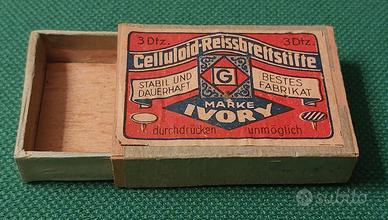 3 Dtz. 3 Dtz.
Celluloid-Reissbrettstifte
STABIL UND DAUERHAFT
G
BESTES FABRIKAT
MARKE
IVORY
durchdrücken unmöglich
subito